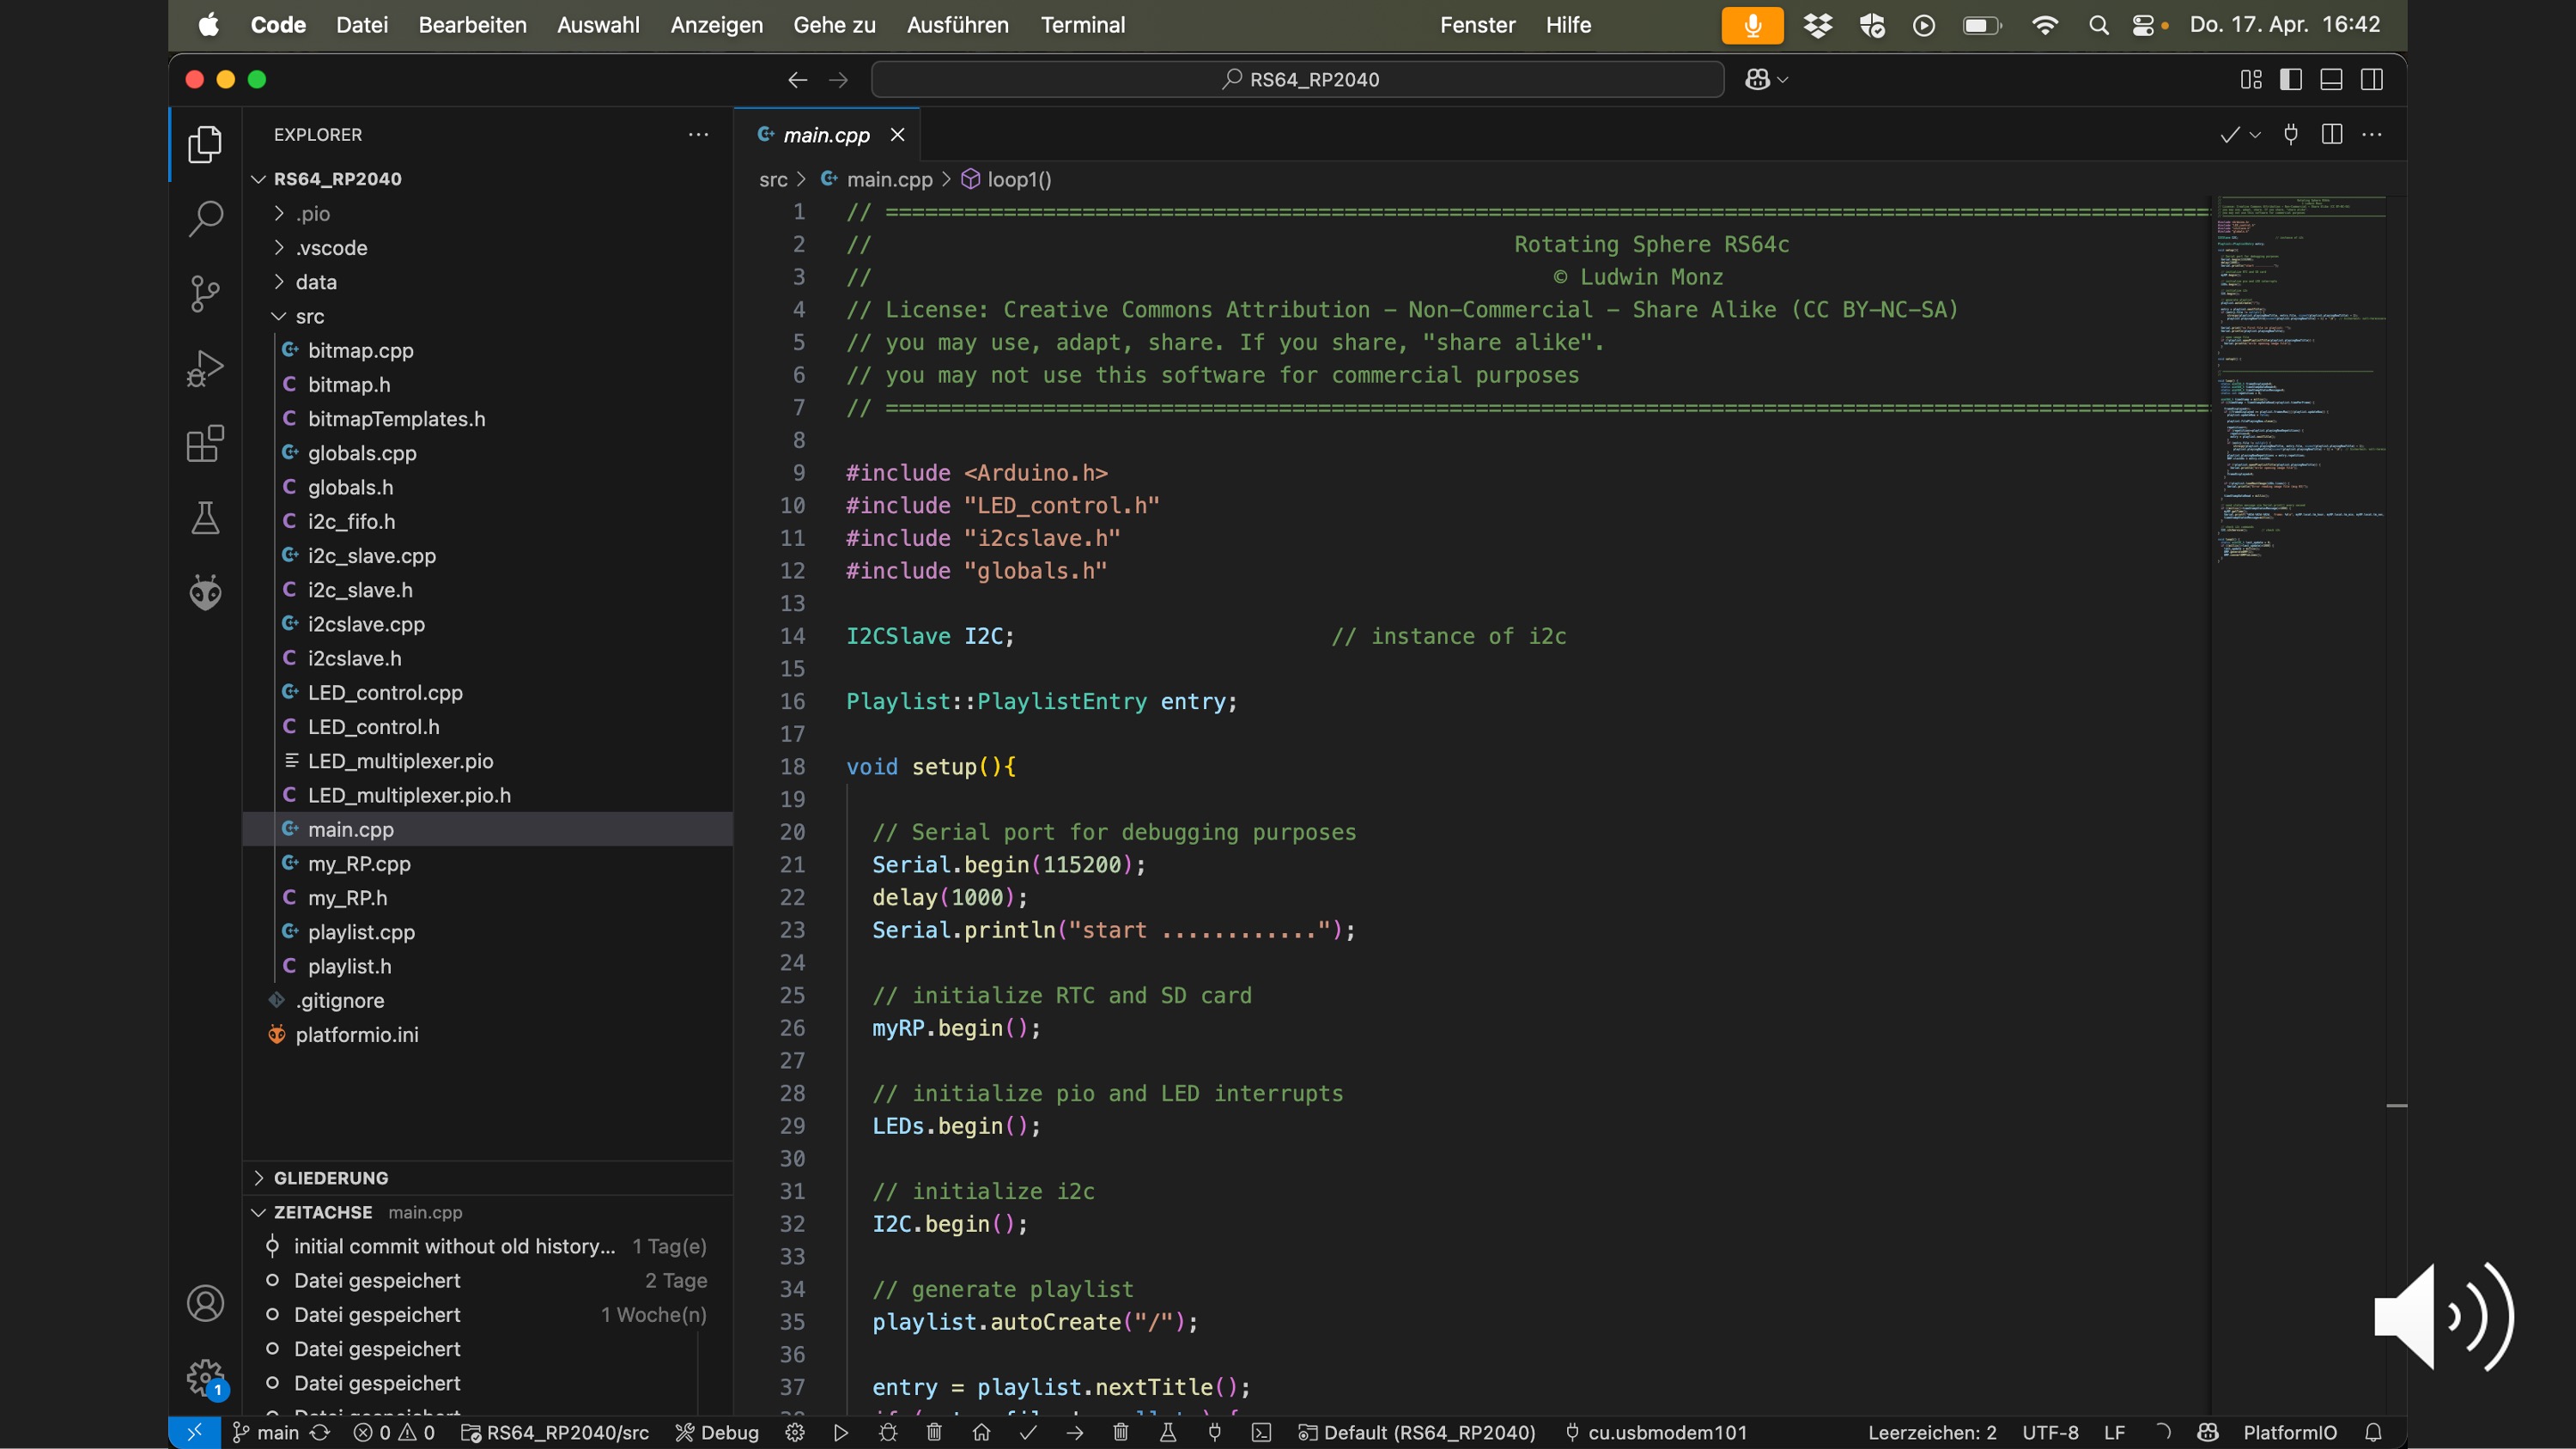 Code Datei Bearbeiten Auswahl Anzeigen Gehe zu Ausführen Terminal Fenster Hilfe Do. 17. Apr. 16:42
RS64_RP2040
EXPLORER
RS64_RP2040
.pio
.vscode
data
src
bitmap.cpp
bitmap.h
bitmapTemplates.h
globals.cpp
globals.h
i2c_fifo.h
i2c_slave.cpp
i2c_slave.h
i2cslave.cpp
i2cslave.h
LED_control.cpp
LED_control.h
LED_multiplexer.pio
LED_multiplexer.pio.h
main.cpp
my_RP.cpp
my_RP.h
playlist.cpp
playlist.h
.gitignore
platformio.ini
GLIEDERUNG
ZEITACHSE main.cpp
initial commit without old history... 1 Tag(e)
Datei gespeichert 2 Tage
Datei gespeichert 1 Woche(n)
Datei gespeichert
Datei gespeichert
main.cpp
src > main.cpp > loop1()
1 // =====================================================================================================
2 // Rotating Sphere RS64c
3 // © Ludwin Monz
4 // License: Creative Commons Attribution - Non-Commercial - Share Alike (CC BY-NC-SA)
5 // you may use, adapt, share. If you share, "share alike".
6 // you may not use this software for commercial purposes
7 // =====================================================================================================
8
9 #include <Arduino.h>
10 #include "LED_control.h"
11 #include "i2cslave.h"
12 #include "globals.h"
13
14 I2CSlave I2C; // instance of i2c
15
16 Playlist::PlaylistEntry entry;
17
18 void setup(){
19
20 // Serial port for debugging purposes
21 Serial.begin(115200);
22 delay(1000);
23 Serial.println("start ............");
24
25 // initialize RTC and SD card
26 myRP.begin();
27
28 // initialize pio and LED interrupts
29 LEDs.begin();
30
31 // initialize i2c
32 I2C.begin();
33
34 // generate playlist
35 playlist.autoCreate("/");
36
37 entry = playlist.nextTitle();
1
main 0 0 RS64_RP2040/src Debug Default (RS64_RP2040) cu.usbmodem101 Leerzeichen: 2 UTF-8 LF PlatformIO